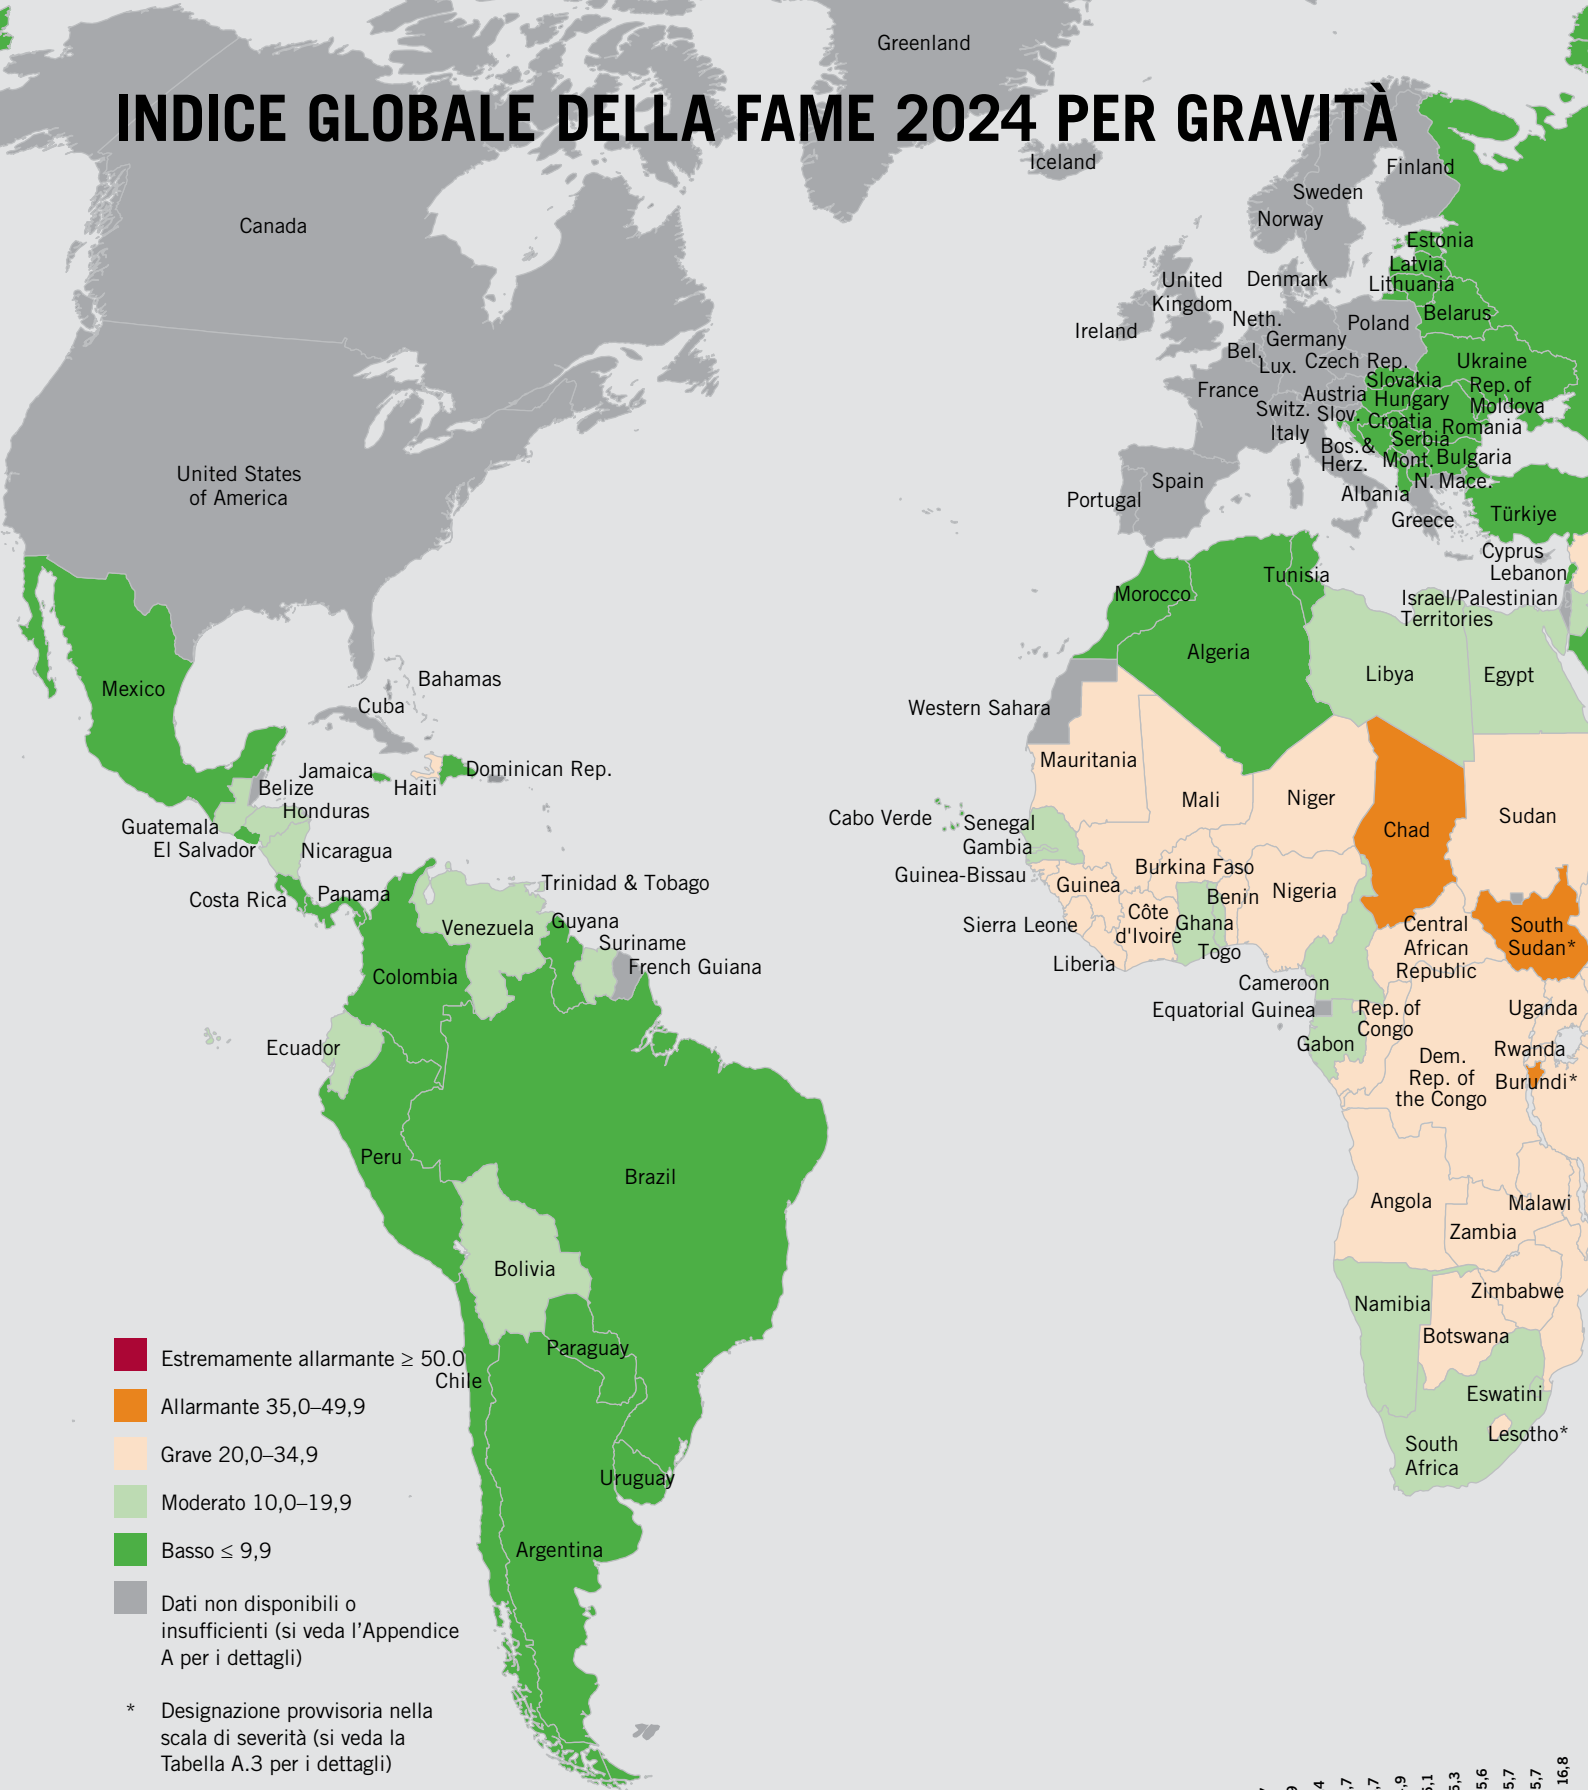 Greenland
INDICE GLOBALE DELLA FAME 2024 PER GRAVITÀ
Iceland
Finland
Sweden
Norway
Canada
Estonia
Latvia
Lithuania
United
Kingdom
Denmark
Belarus
Neth.
Poland
Ireland
Germany
Bel.
Lux.
Czech Rep.
Ukraine
Slovakia
Rep. of
Moldova
France
Austria
Hungary
Switz.
Slov.
Croatia
Romania
Italy
Serbia
Bos. &
Herz.
Mont.
Bulgaria
United States
of America
Spain
N. Mace.
Portugal
Albania
Greece
Türkiye
Cyprus
Lebanon
Tunisia
Morocco
Israel/Palestinian
Territories
Algeria
Libya
Egypt
Mexico
Bahamas
Cuba
Western Sahara
Mauritania
Jamaica
Haiti
Dominican Rep.
Belize
Honduras
Mali
Niger
Sudan
Guatemala
El Salvador
Nicaragua
Cabo Verde
Senegal
Gambia
Chad
Guinea-Bissau
Burkina Faso
Costa Rica
Panama
Trinidad & Tobago
Guinea
Benin
Nigeria
Venezuela
Guyana
Sierra Leone
Côte
d'Ivoire
Ghana
Central
African
Republic
South
Sudan*
Suriname
French Guiana
Liberia
Togo
Colombia
Cameroon
Equatorial Guinea
Rep. of
Congo
Uganda
Ecuador
Gabon
Rwanda
Dem.
Rep. of
the Congo
Burundi*
Peru
Brazil
Angola
Malawi
Zambia
Bolivia
Zimbabwe
Namibia
Botswana
Paraguay
Estremamente allarmante ≥ 50.0
Chile
Eswatini
Allarmante 35,0–49,9
Lesotho*
South
Africa
Grave 20,0–34,9
Uruguay
Moderato 10,0–19,9
Argentina
Basso ≤ 9,9
Dati non disponibili o
insufficienti (si veda l'Appendice
A per i dettagli)
* Designazione provvisoria nella
scala di severità (si veda la
Tabella A.3 per i dettagli)
16,8